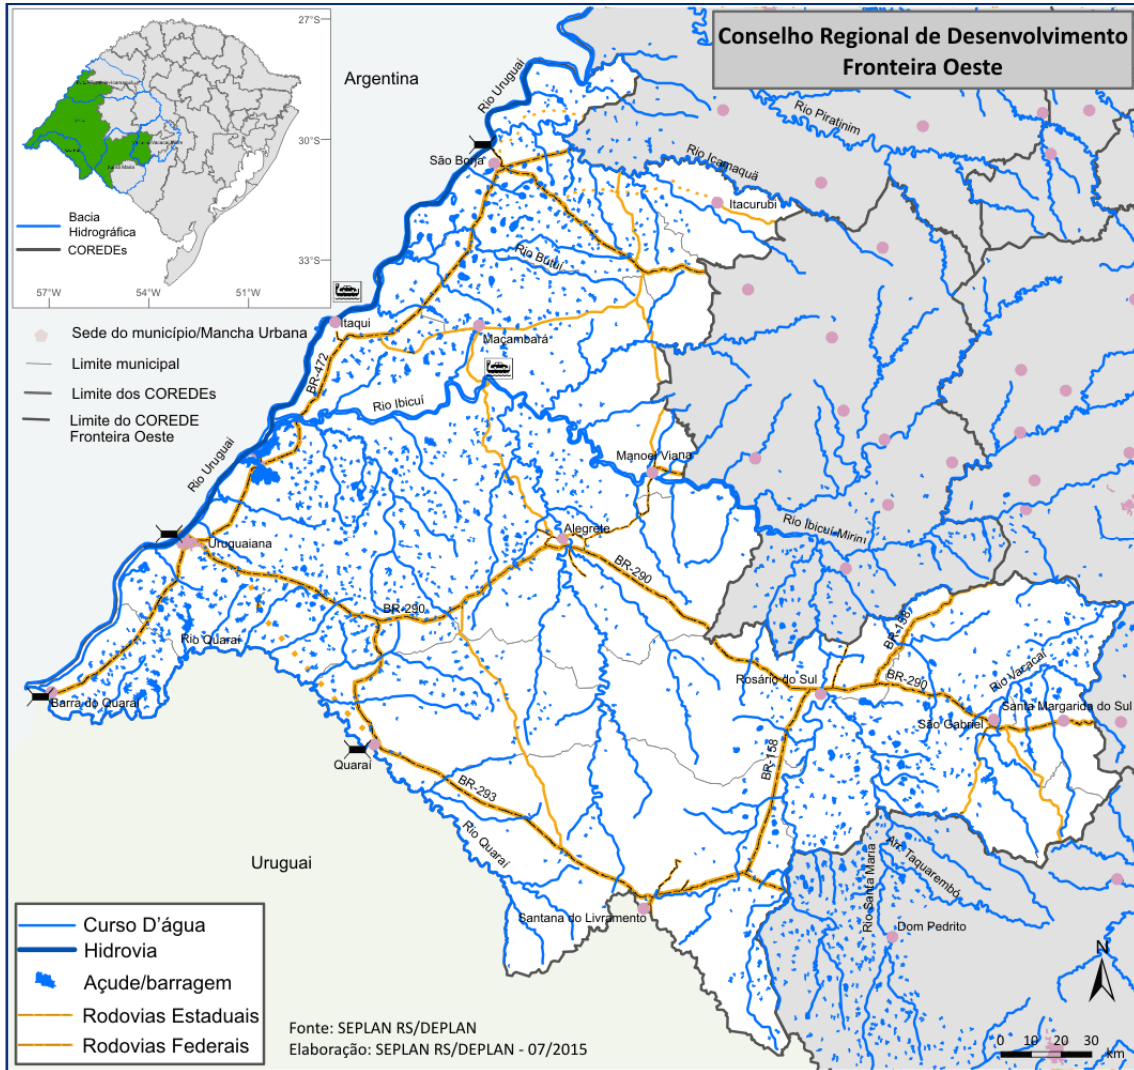 Conselho Regional de Desenvolvimento
Fronteira Oeste
27°S
30°S
33°S
57°W
54°W
51°W
Bacia
Hidrográfica
COREDEs
Sede do município/Mancha Urbana
Limite municipal
Limite dos COREDEs
Limite do COREDE
Fronteira Oeste
Argentina
Rio Uruguai
Rio Piratinim
São Borja
Rio Icamaquã
Itacurubi
Rio Butuí
Itaqui
Maçambará
BR-472
Rio Ibicuí
Rio Uruguai
Manoel Viana
Rio Ibicuí-Mirim
Alegrete
Uruguaiana
BR-290
BR-290
Rio Quaraí
BR-158
Rio Vacacaí
Barra do Quaraí
Rosário do Sul
BR-290
Santa Margarida do Sul
São Gabriel
Quaraí
BR-158
BR-293
Rio Quaraí
Uruguai
Rio Santa Maria
Arr. Taquarembó
Santana do Livramento
Dom Pedrito
Curso D'água
Hidrovia
Açude/barragem
Rodovias Estaduais
Rodovias Federais
Fonte: SEPLAN RS/DEPLAN
Elaboração: SEPLAN RS/DEPLAN - 07/2015
N
0 10 20 30
km